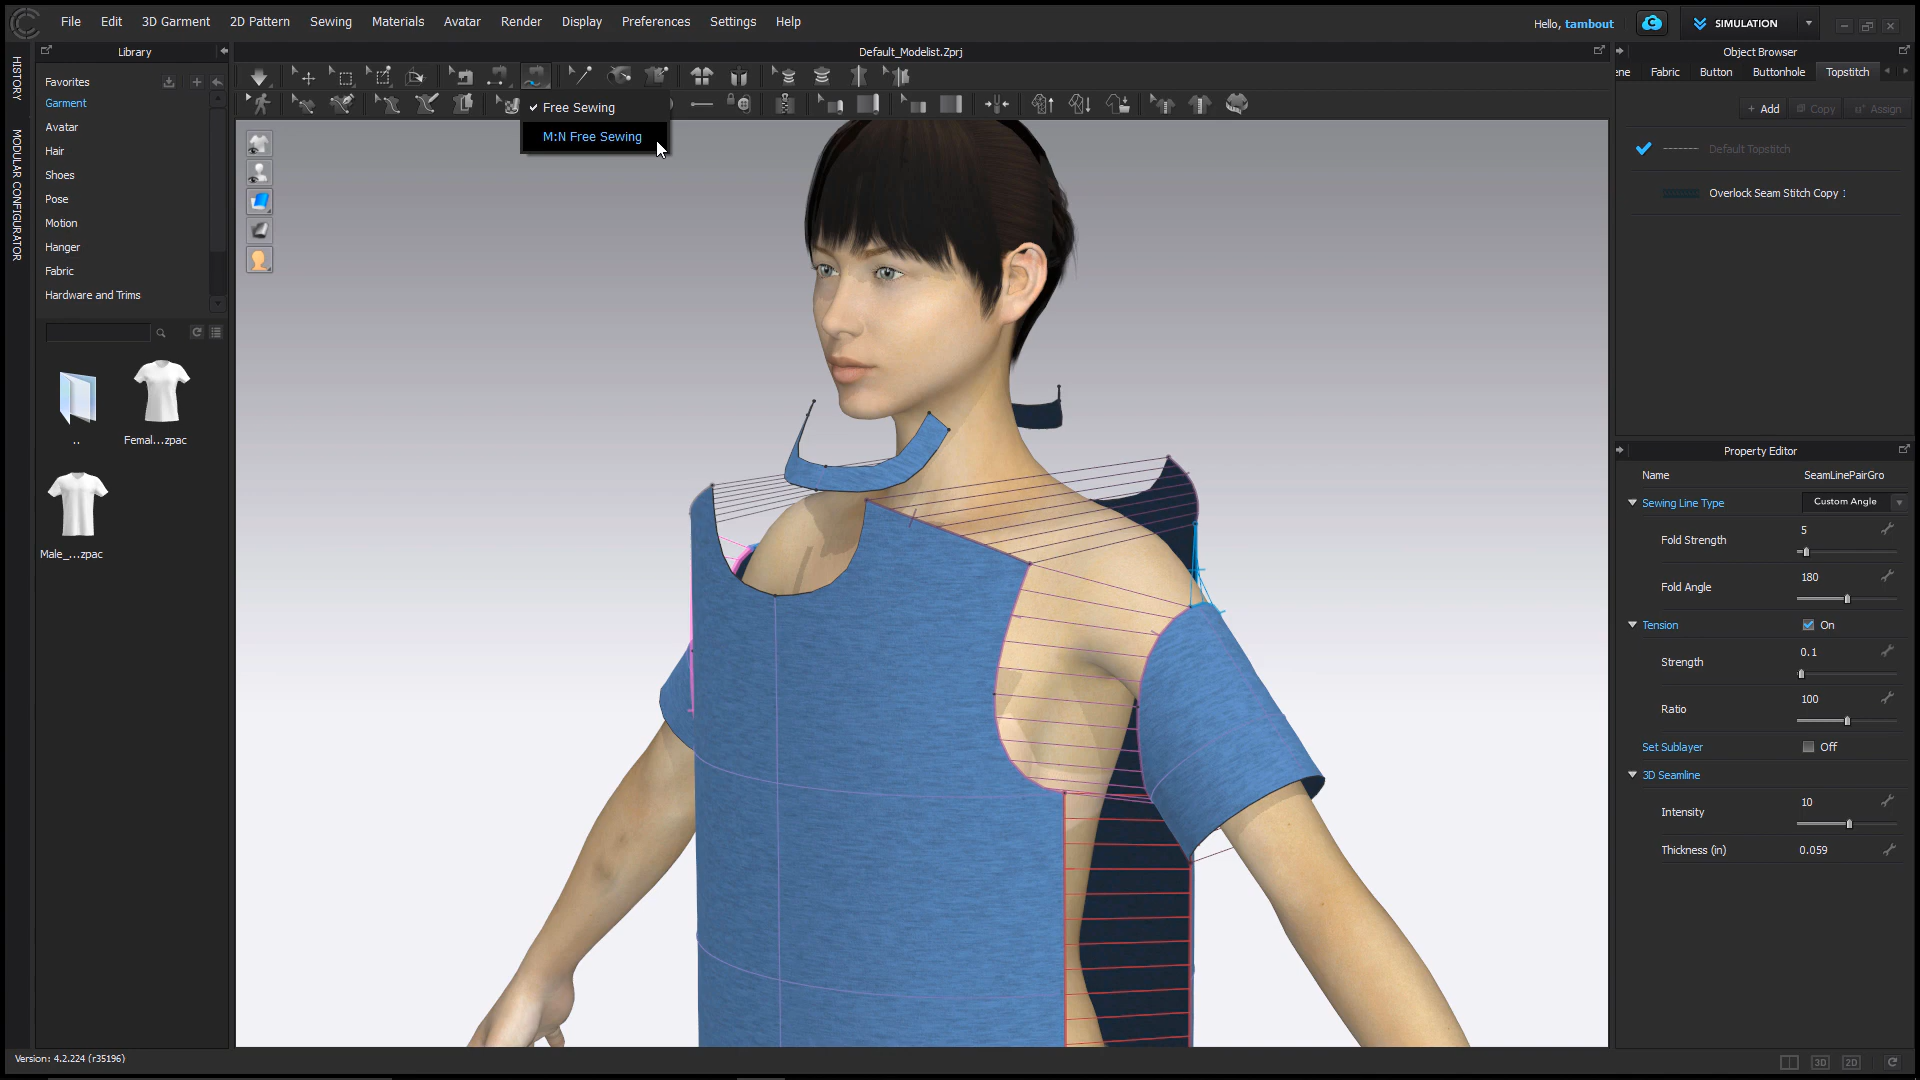 File Edit 3D Garment 2D Pattern Sewing Materials Avatar Render Display Preferences Settings Help
Hello, tambout
SIMULATION
HISTORY
MODULAR CONFIGURATOR
Library
Favorites
Garment
Avatar
Hair
Shoes
Pose
Motion
Hanger
Fabric
Hardware and Trims
..
Femal...zpac
Male_...zpac
Default_Modelist.Zprj
Free Sewing
M:N Free Sewing
Object Browser
ene Fabric Button Buttonhole Topstitch
+ Add Copy Assign
Default Topstitch
Overlock Seam Stitch Copy :
Property Editor
Name SeamLinePairGro
Sewing Line Type Custom Angle
Fold Strength 5
Fold Angle 180
Tension On
Strength 0.1
Ratio 100
Set Sublayer Off
3D Seamline
Intensity 10
Thickness (in) 0.059
Version: 4.2.224 (r35196)
3D 2D